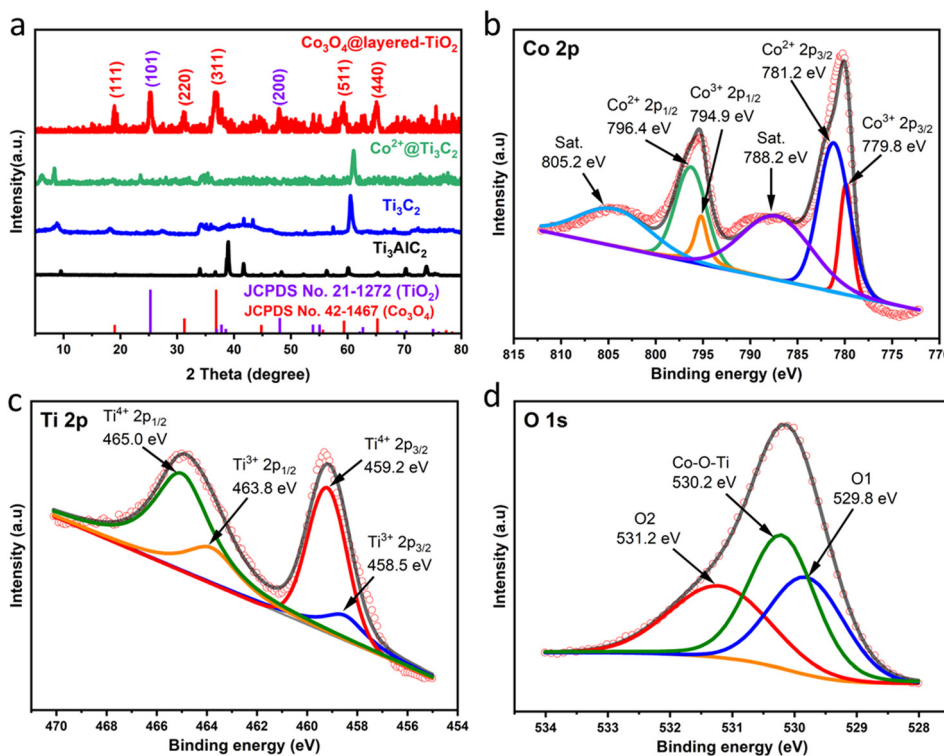 a
Co3O4@layered-TiO2
(111)
(101)
(220)
(311)
(200)
(511)
(440)
Co2+@Ti3C2
Ti3C2
Ti3AlC2
JCPDS No. 21-1272 (TiO2)
JCPDS No. 42-1467 (Co3O4)
Intensity(a.u.)
10 20 30 40 50 60 70 80
2 Theta (degree)
b
Co 2p
Co2+ 2p3/2
781.2 eV
Co3+ 2p1/2
794.9 eV
Co2+ 2p1/2
796.4 eV
Co3+ 2p3/2
779.8 eV
Sat.
805.2 eV
Sat.
788.2 eV
Intensity (a.u)
815 810 805 800 795 790 785 780 775 770
Binding energy (eV)
c
Ti 2p
Ti4+ 2p1/2
465.0 eV
Ti3+ 2p1/2
463.8 eV
Ti4+ 2p3/2
459.2 eV
Ti3+ 2p3/2
458.5 eV
Intensity (a.u)
470 468 466 464 462 460 458 456 454
Binding energy (eV)
d
O 1s
Co-O-Ti
530.2 eV
O1
529.8 eV
O2
531.2 eV
Intensity (a.u)
534 533 532 531 530 529 528
Binding energy (eV)